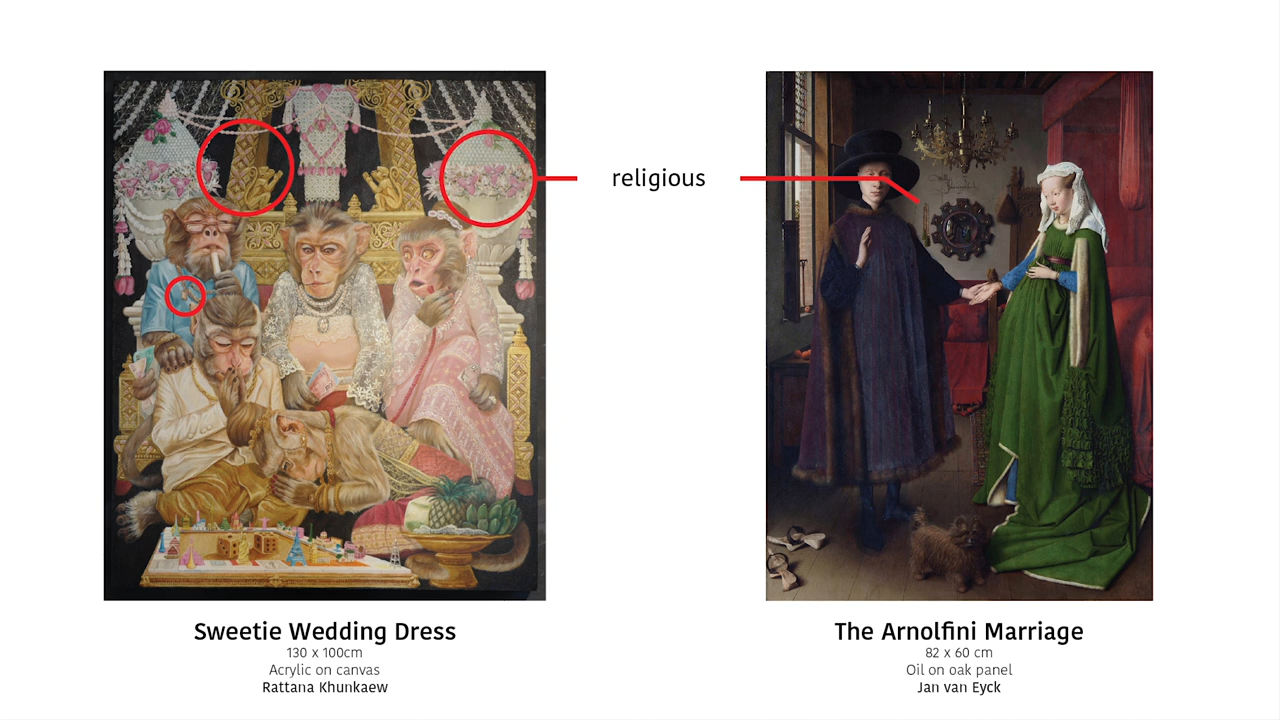 religious
Sweetie Wedding Dress
130 x 100cm
Acrylic on canvas
Rattana Khunkaew
The Arnolfini Marriage
82 x 60 cm
Oil on oak panel
Jan van Eyck